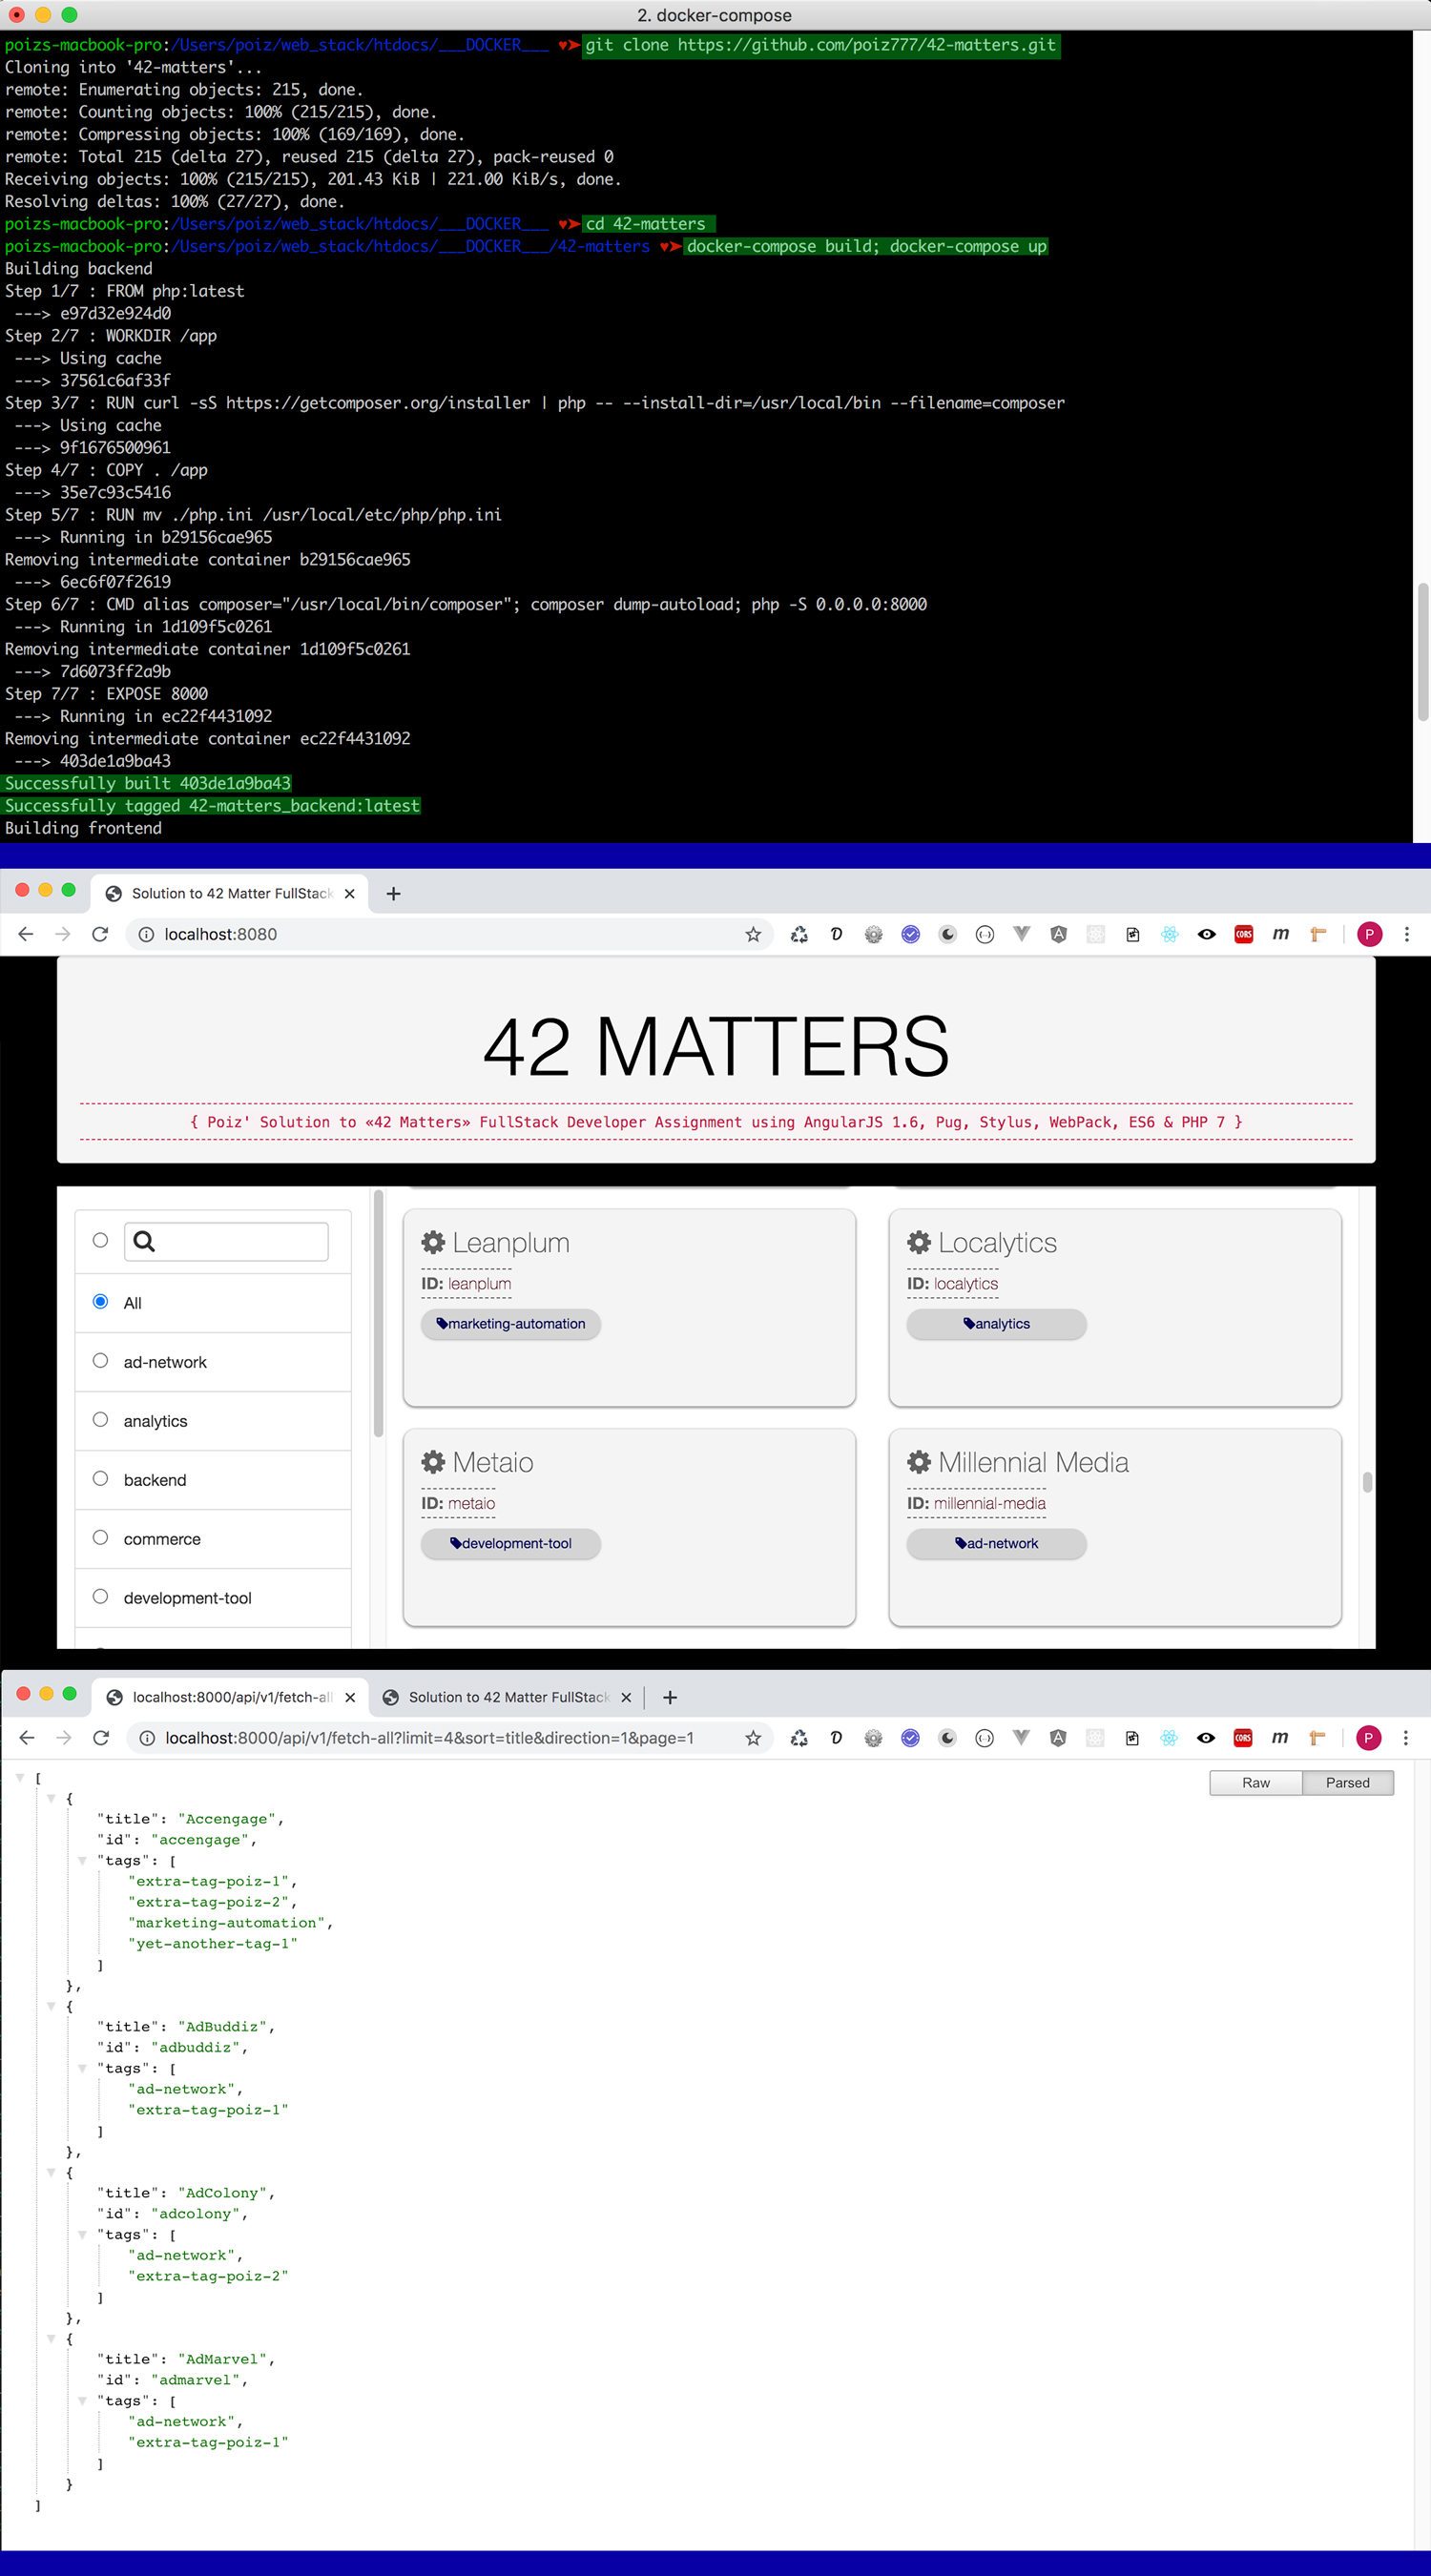 2. docker-compose
poizs-macbook-pro:/Users/poiz/web_stack/htdocs/___DOCKER___ ♥➤git clone https://github.com/poiz777/42-matters.git
Cloning into '42-matters'...
remote: Enumerating objects: 215, done.
remote: Counting objects: 100% (215/215), done.
remote: Compressing objects: 100% (169/169), done.
remote: Total 215 (delta 27), reused 215 (delta 27), pack-reused 0
Receiving objects: 100% (215/215), 201.43 KiB | 221.00 KiB/s, done.
Resolving deltas: 100% (27/27), done.
poizs-macbook-pro:/Users/poiz/web_stack/htdocs/___DOCKER___ ♥➤cd 42-matters
poizs-macbook-pro:/Users/poiz/web_stack/htdocs/___DOCKER___/42-matters ♥➤docker-compose build; docker-compose up
Building backend
Step 1/7 : FROM php:latest
---> e97d32e924d0
Step 2/7 : WORKDIR /app
---> Using cache
---> 37561c6af33f
Step 3/7 : RUN curl -sS https://getcomposer.org/installer | php -- --install-dir=/usr/local/bin --filename=composer
---> Using cache
---> 9f1676500961
Step 4/7 : COPY . /app
---> 35e7c93c5416
Step 5/7 : RUN mv ./php.ini /usr/local/etc/php/php.ini
---> Running in b29156cae965
Removing intermediate container b29156cae965
---> 6ec6f07f2619
Step 6/7 : CMD alias composer="/usr/local/bin/composer"; composer dump-autoload; php -S 0.0.0.0:8000
---> Running in 1d109f5c0261
Removing intermediate container 1d109f5c0261
---> 7d6073ff2a9b
Step 7/7 : EXPOSE 8000
---> Running in ec22f4431092
Removing intermediate container ec22f4431092
---> 403de1a9ba43
Successfully built 403de1a9ba43
Successfully tagged 42-matters_backend:latest
Building frontend
Solution to 42 Matter FullStack
localhost:8080
CORS
m
P
42 MATTERS
{ Poiz' Solution to «42 Matters» FullStack Developer Assignment using AngularJS 1.6, Pug, Stylus, WebPack, ES6 & PHP 7 }
All
ad-network
analytics
backend
commerce
development-tool
Leanplum
ID: leanplum
marketing-automation
Localytics
ID: localytics
analytics
Metaio
ID: metaio
development-tool
Millennial Media
ID: millennial-media
ad-network
localhost:8000/api/v1/fetch-all
Solution to 42 Matter FullStack
localhost:8000/api/v1/fetch-all?limit=4&sort=title&direction=1&page=1
CORS
m
P
Raw
Parsed
[
{
"title": "Accengage",
"id": "accengage",
"tags": [
"extra-tag-poiz-1",
"extra-tag-poiz-2",
"marketing-automation",
"yet-another-tag-1"
]
},
{
"title": "AdBuddiz",
"id": "adbuddiz",
"tags": [
"ad-network",
"extra-tag-poiz-1"
]
},
{
"title": "AdColony",
"id": "adcolony",
"tags": [
"ad-network",
"extra-tag-poiz-2"
]
},
{
"title": "AdMarvel",
"id": "admarvel",
"tags": [
"ad-network",
"extra-tag-poiz-1"
]
}
]